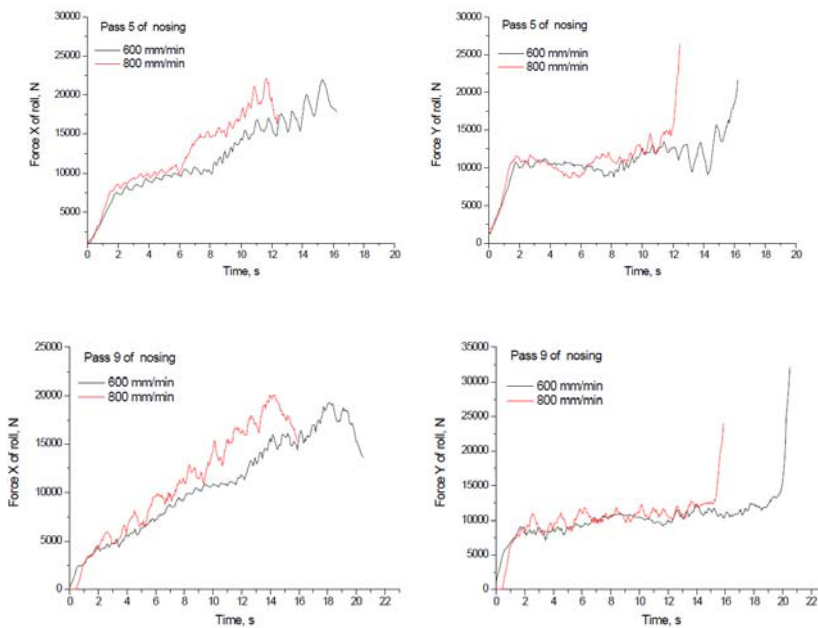 Pass 5 of nosing
600 mm/min
800 mm/min
Force X of roll, N
30000
25000
20000
15000
10000
5000
0 2 4 6 8 10 12 14 16 18 20
Time, s
Pass 5 of nosing
600 mm/min
800 mm/min
Force Y of roll, N
30000
25000
20000
15000
10000
5000
0
0 2 4 6 8 10 12 14 16 18 20
Time, s
Pass 9 of nosing
600 mm/min
800 mm/min
Force X of roll, N
25000
20000
15000
10000
5000
0
0 2 4 6 8 10 12 14 16 18 20 22
Time, s
Pass 9 of nosing
600 mm/min
800 mm/min
Force Y of roll, N
35000
30000
25000
20000
15000
10000
5000
0
0 2 4 6 8 10 12 14 16 18 20 22
Time, s